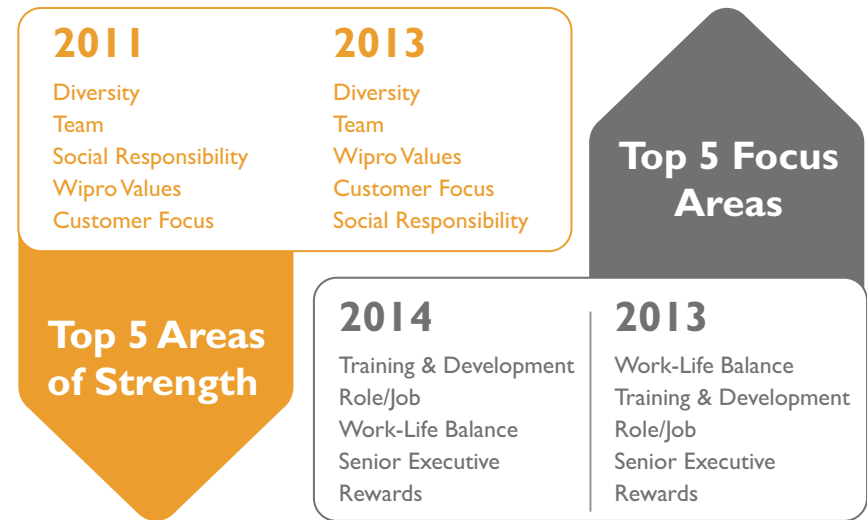 2011
Diversity
Team
Social Responsibility
Wipro Values
Customer Focus
2013
Diversity
Team
Wipro Values
Customer Focus
Social Responsibility
Top 5 Areas
of Strength
Top 5 Focus
Areas
2014
Training & Development
Role/Job
Work-Life Balance
Senior Executive
Rewards
2013
Work-Life Balance
Training & Development
Role/Job
Senior Executive
Rewards